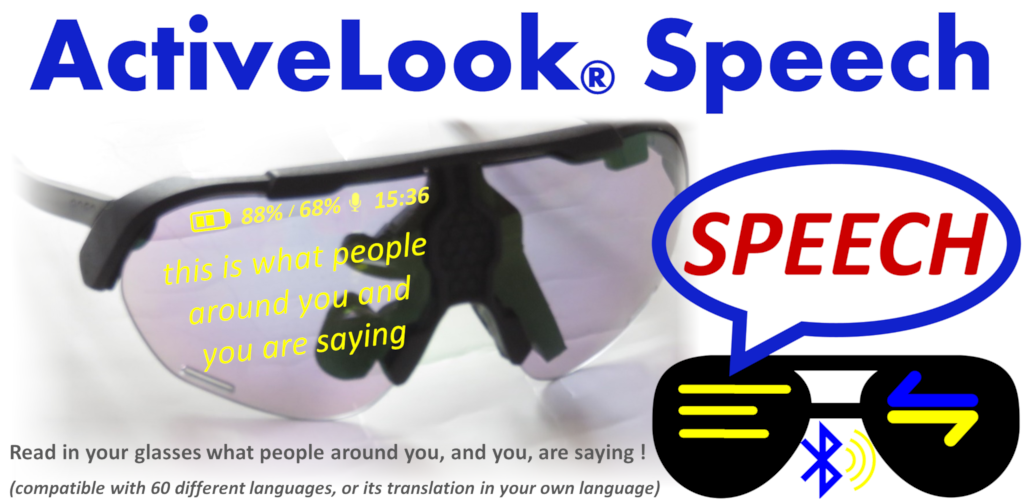 ActiveLook® Speech
88% / 68% 15:36
this is what people
around you and
you are saying
SPEECH
Read in your glasses what people around you, and you, are saying !
(compatible with 60 different languages, or its translation in your own language)